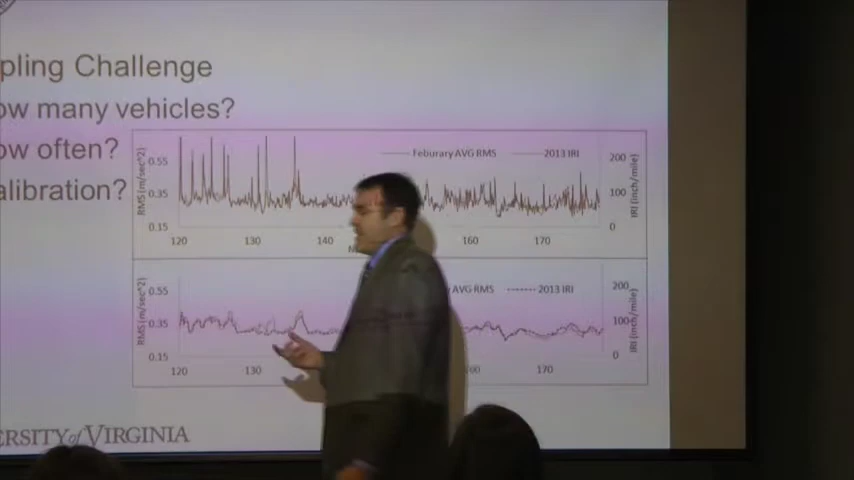 pling Challenge
ow many vehicles?
ow often?
alibration?
Feburary AVG RMS 2013 IRI
RMS (m/sec^2)
0.55
0.35
0.15
200
100
0
IRI (inch/mile)
120 130 140 160 170
AVG RMS 2013 IRI
RMS (m/sec^2)
0.55
0.35
0.15
200
100
0
IRI (inch/mile)
120 130 170
ERSITY of VIRGINIA